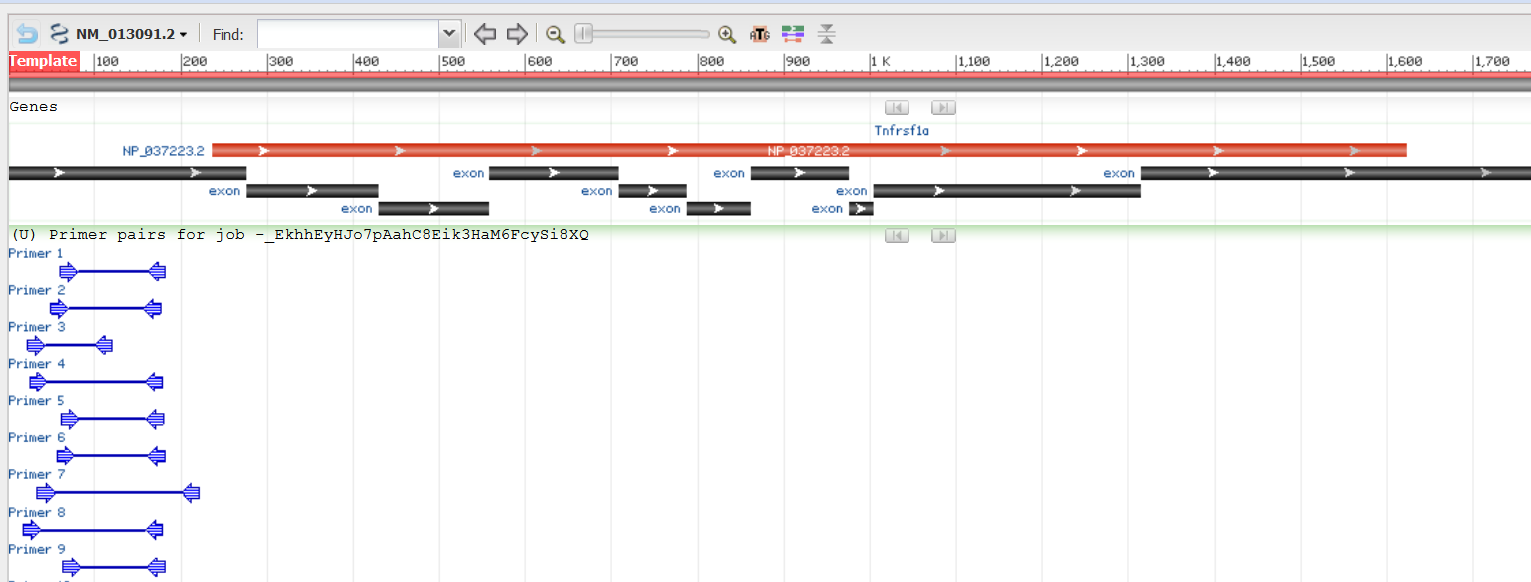 NM_013091.2 Find: ATG
Template 100 200 300 400 500 600 700 800 900 1 K 1,100 1,200 1,300 1,400 1,500 1,600 1,700
Genes
Tnfrsf1a
NP_037223.2 NP_037223.2
exon exon exon
exon exon exon
exon exon exon
(U) Primer pairs for job -_EkhhEyHJo7pAahC8Eik3HaM6FcySi8XQ
Primer 1
Primer 2
Primer 3
Primer 4
Primer 5
Primer 6
Primer 7
Primer 8
Primer 9